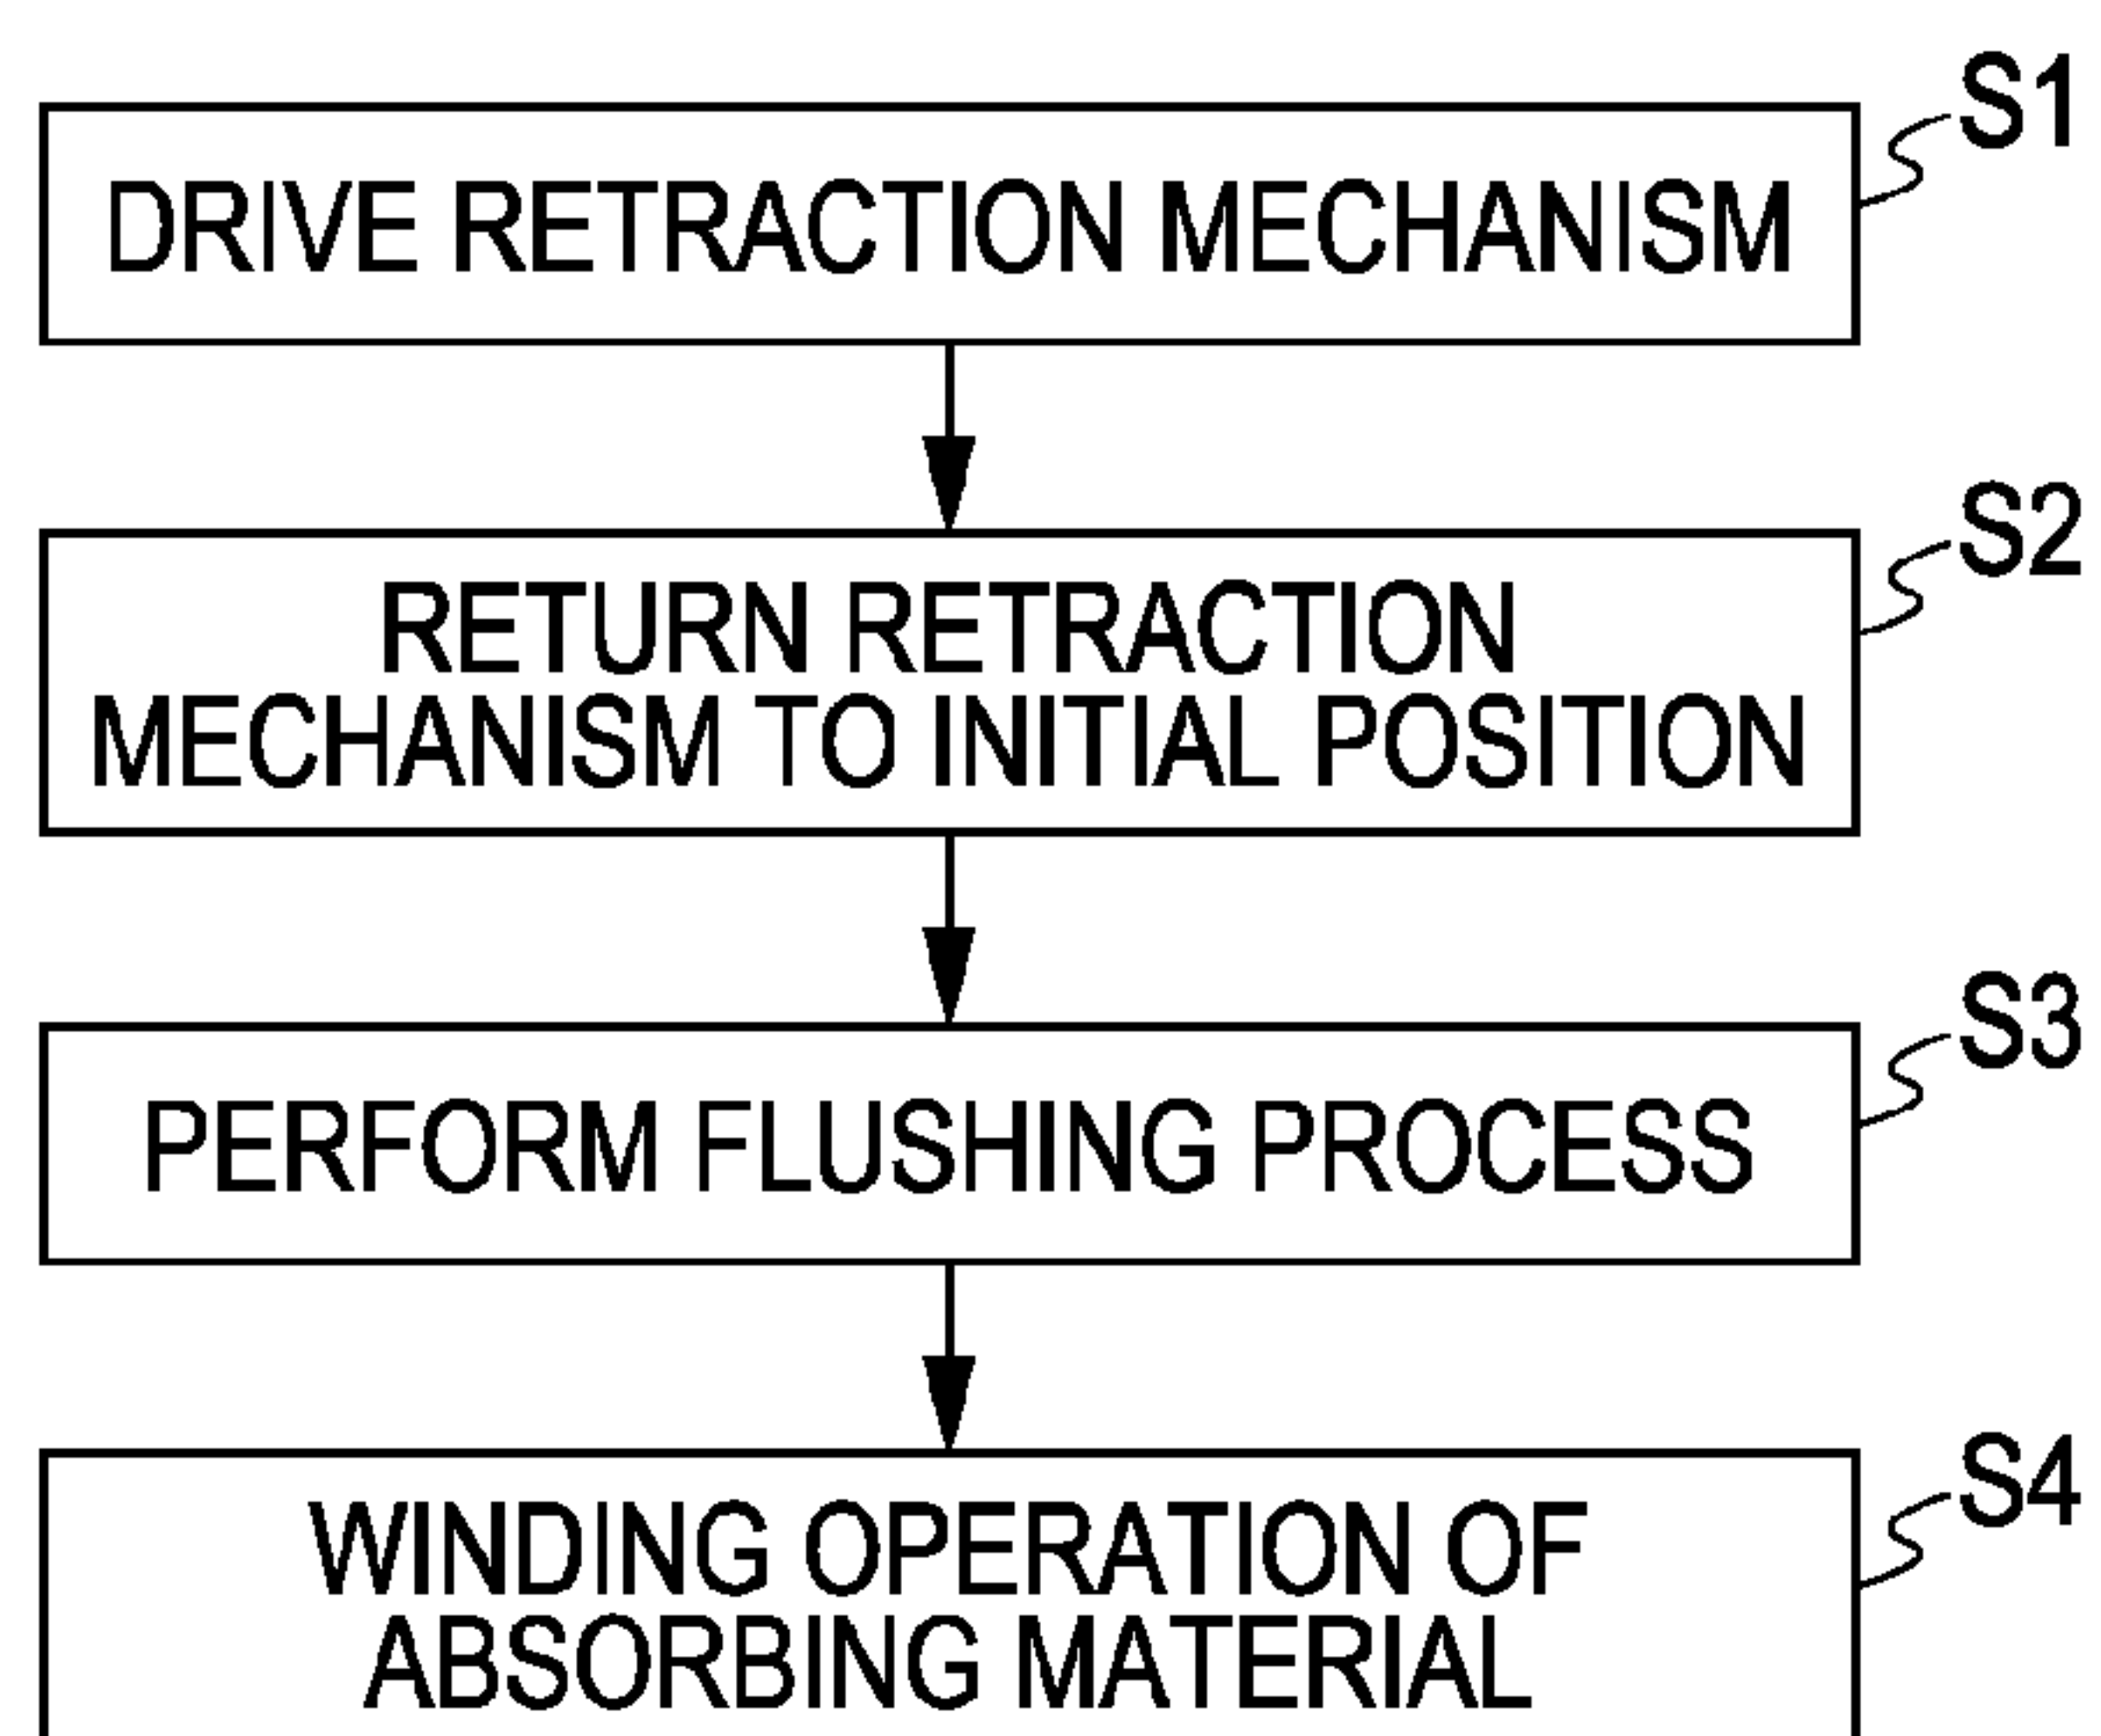 S1
DRIVE RETRACTION MECHANISM
S2
RETURN RETRACTION
MECHANISM TO INITIAL POSITION
S3
PERFORM FLUSHING PROCESS
S4
WINDING OPERATION OF
ABSORBING MATERIAL